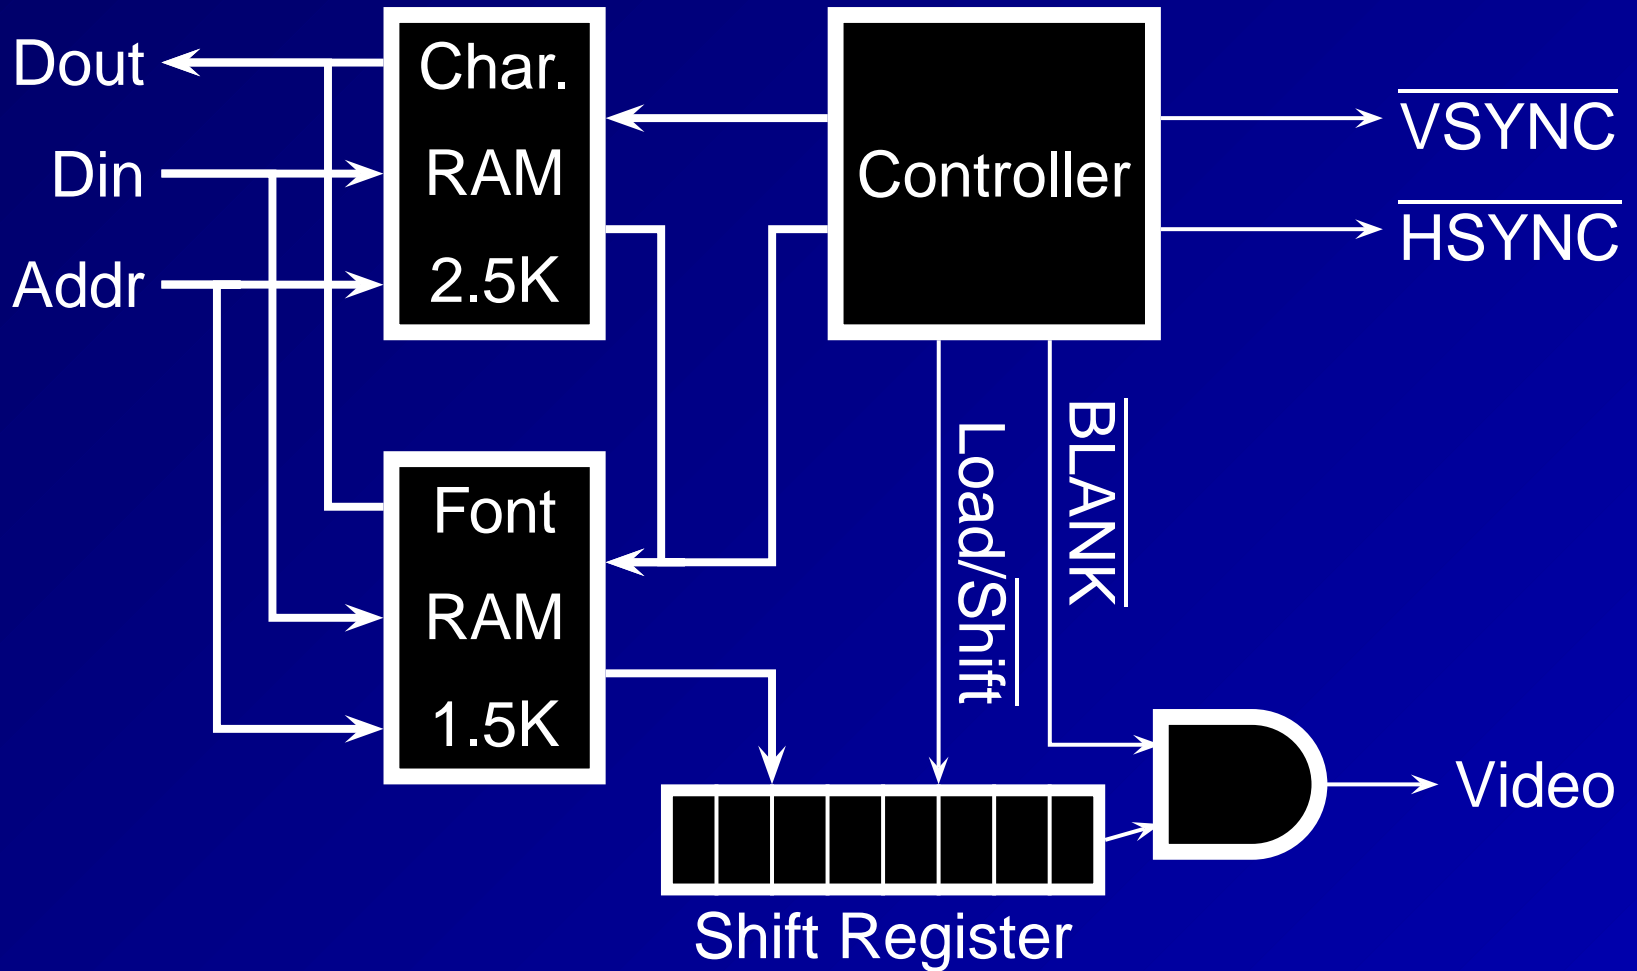 Dout
Din
Addr
Char.
RAM
2.5K
Controller
VSYNC
HSYNC
Font
RAM
1.5K
Load/Shift
BLANK
Shift Register
Video